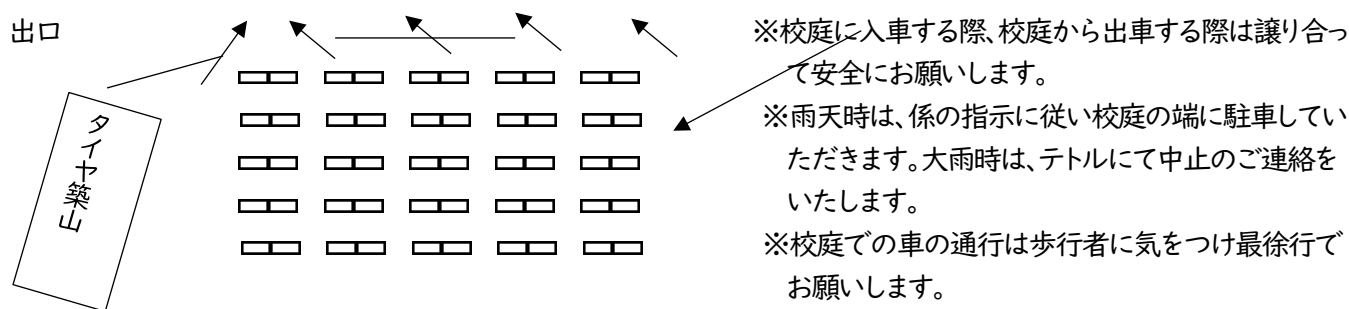 出口
タイヤ築山
※校庭に入車する際、校庭から出車する際は譲り合っ
て安全にお願いします。
※雨天時は、係の指示に従い校庭の端に駐車してい
ただきます。大雨時は、テトルにて中止のご連絡を
いたします。
※校庭での車の通行は歩行者に気をつけ最徐行で
お願いします。